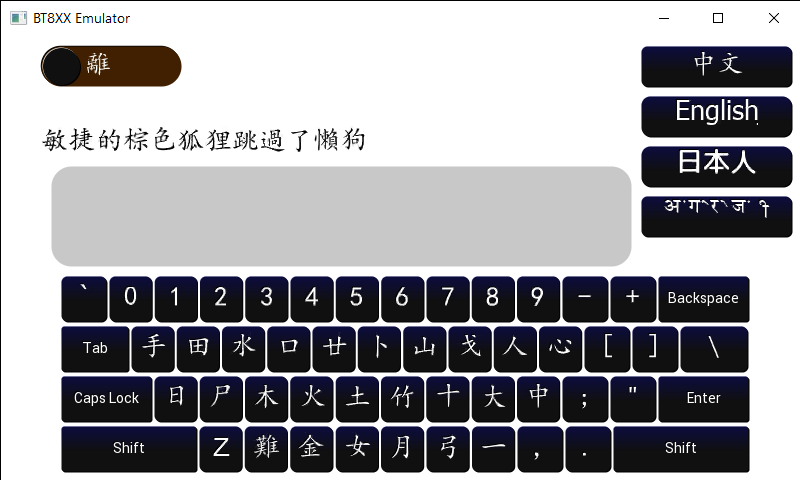 BT8XX Emulator
離
中文
English
日本人
敏捷的棕色狐狸跳過了懶狗
` 0 1 2 3 4 5 6 7 8 9 - + Backspace
Tab 手 田 水 口 廿 卜 山 戈 人 心 [ ] \
Caps Lock 日 尸 木 火 土 竹 十 大 中 ; " Enter
Shift Z 難 金 女 月 弓 一 , . Shift